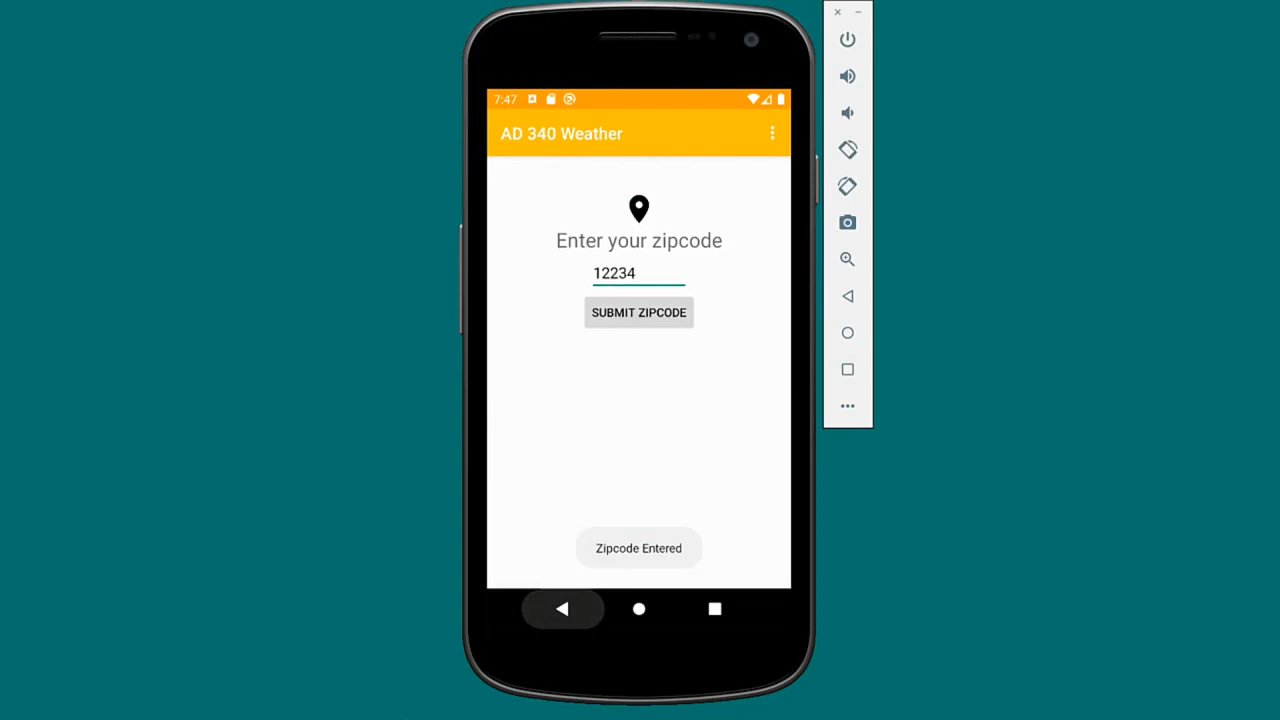 7:47
AD 340 Weather
Enter your zipcode
12234
SUBMIT ZIPCODE
Zipcode Entered